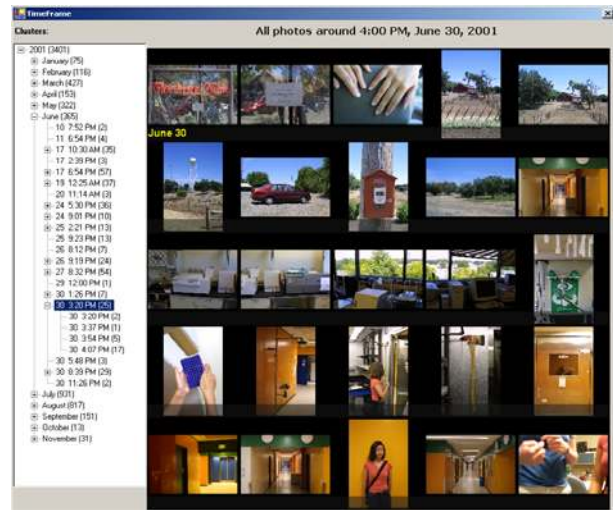 TimeFrame
Clusters:
All photos around 4:00 PM, June 30, 2001
2001 (3401)
January (75)
February (116)
March (427)
April (153)
May (322)
June (365)
10 7:52 PM (2)
11 6:54 PM (4)
17 10:30 AM (35)
17 2:39 PM (3)
17 6:54 PM (57)
19 12:25 AM (37)
20 11:14 AM (3)
24 5:30 PM (36)
24 9:01 PM (10)
25 2:21 PM (13)
25 9:23 PM (13)
26 8:12 PM (7)
26 9:19 PM (24)
27 8:32 PM (54)
29 12:00 PM (1)
30 1:26 PM (7)
30 3:20 PM (25)
30 3:20 PM (2)
30 3:37 PM (1)
30 3:54 PM (5)
30 4:07 PM (17)
30 5:48 PM (3)
30 8:39 PM (29)
30 11:26 PM (2)
July (931)
August (817)
September (151)
October (13)
November (31)
June 30